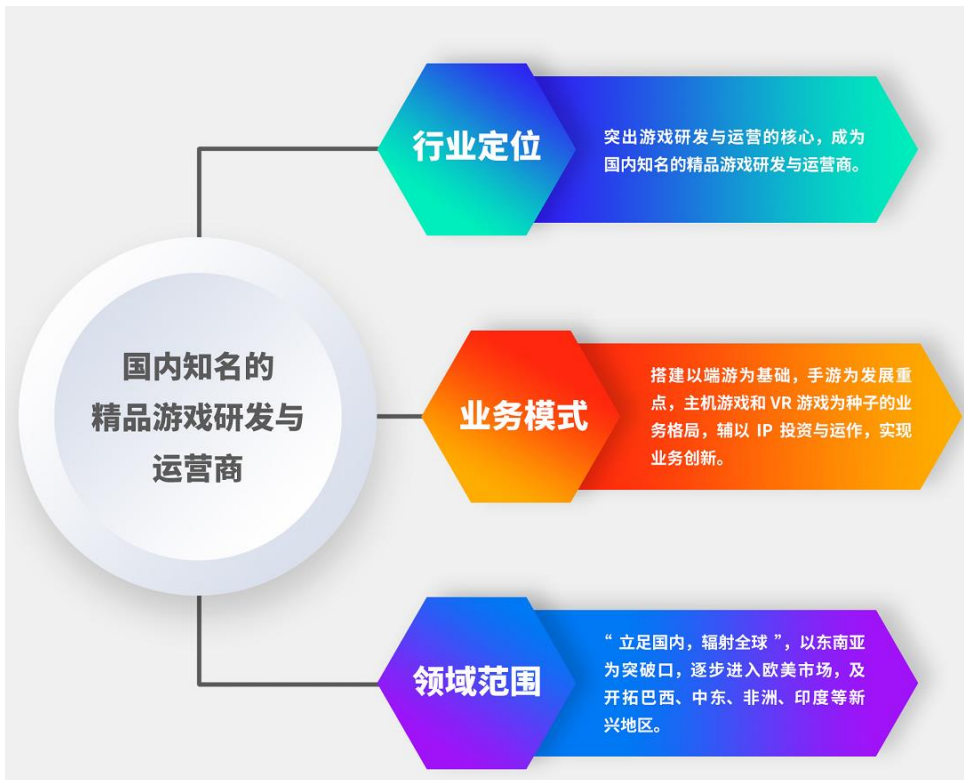 行业定位
突出游戏研发与运营的核心，成为
国内知名的精品游戏研发与运营商。
国内知名的
精品游戏研发与
运营商
业务模式
搭建以端游为基础，手游为发展重
点，主机游戏和 VR 游戏为种子的业
务格局，辅以 IP 投资与运作，实现
业务创新。
领域范围
“ 立足国内，辐射全球 ”，以东南亚
为突破口，逐步进入欧美市场，及
开拓巴西、中东、非洲、印度等新
兴地区。